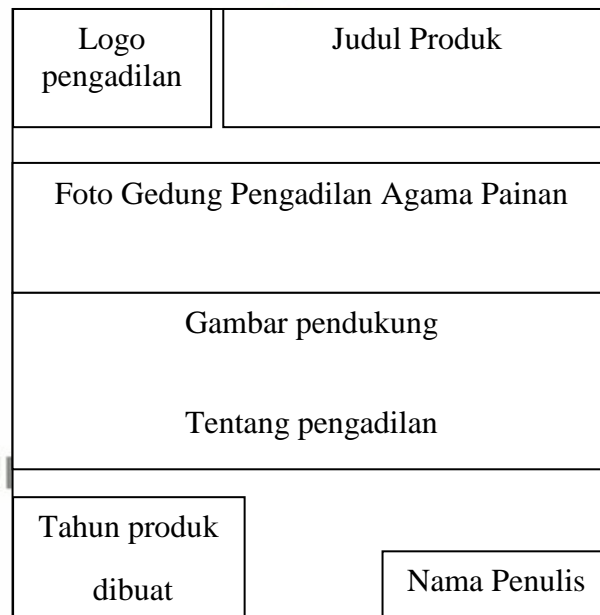 Logo
pengadilan
Judul Produk
Foto Gedung Pengadilan Agama Painan
Gambar pendukung
Tentang pengadilan
Tahun produk
dibuat
Nama Penulis